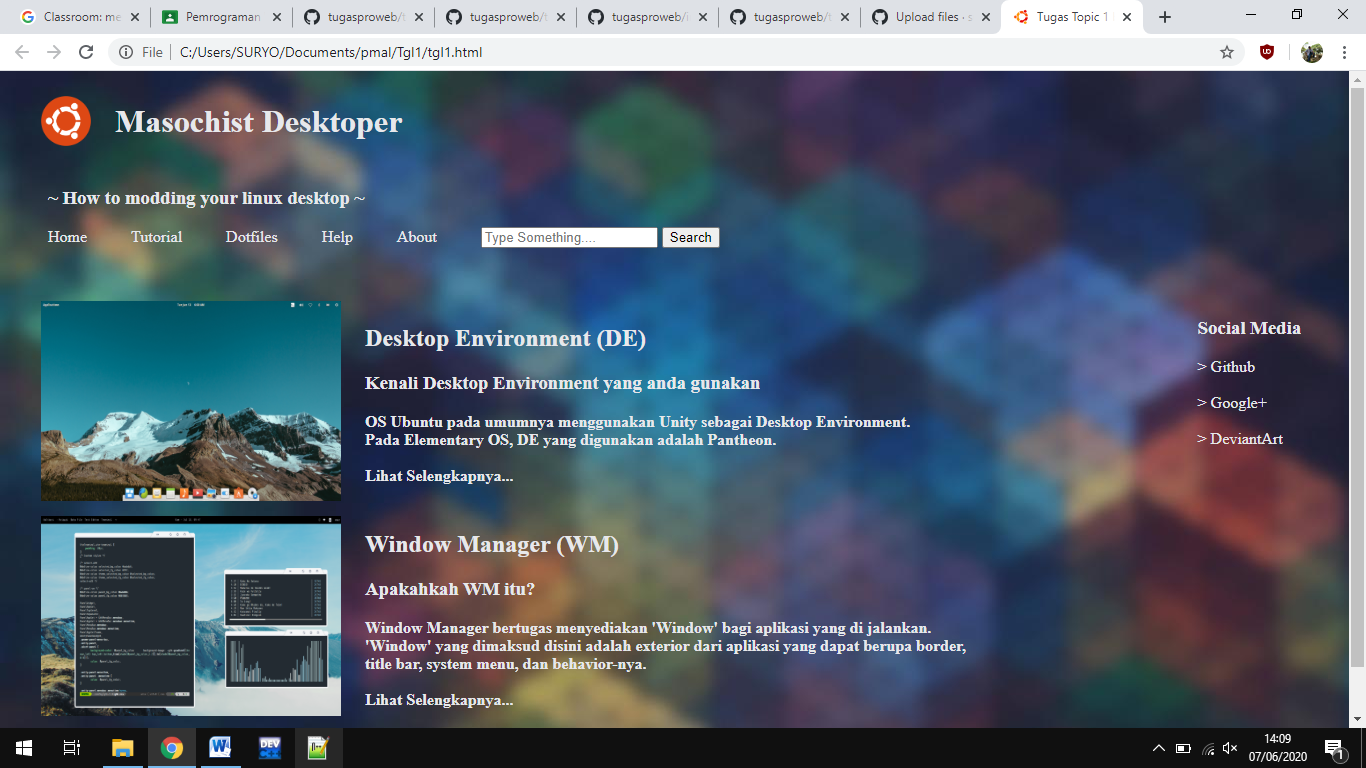 Classroom: me
Pemrograman
tugasproweb/t
tugasproweb/t
tugasproweb/i
tugasproweb/t
Upload files · s
Tugas Topic 1
File
C:/Users/SURYO/Documents/pmal/Tgl1/tgl1.html
Masochist Desktoper
~ How to modding your linux desktop ~
Home Tutorial Dotfiles Help About Type Something.... Search
Desktop Environment (DE)
Kenali Desktop Environment yang anda gunakan
OS Ubuntu pada umumnya menggunakan Unity sebagai Desktop Environment.
Pada Elementary OS, DE yang digunakan adalah Pantheon.
Lihat Selengkapnya...
Social Media
> Github
> Google+
> DeviantArt
Window Manager (WM)
Apakahkah WM itu?
Window Manager bertugas menyediakan 'Window' bagi aplikasi yang di jalankan.
'Window' yang dimaksud disini adalah exterior dari aplikasi yang dapat berupa border,
title bar, system menu, dan behavior-nya.
Lihat Selengkapnya...
DEV
14:09
07/06/2020
1